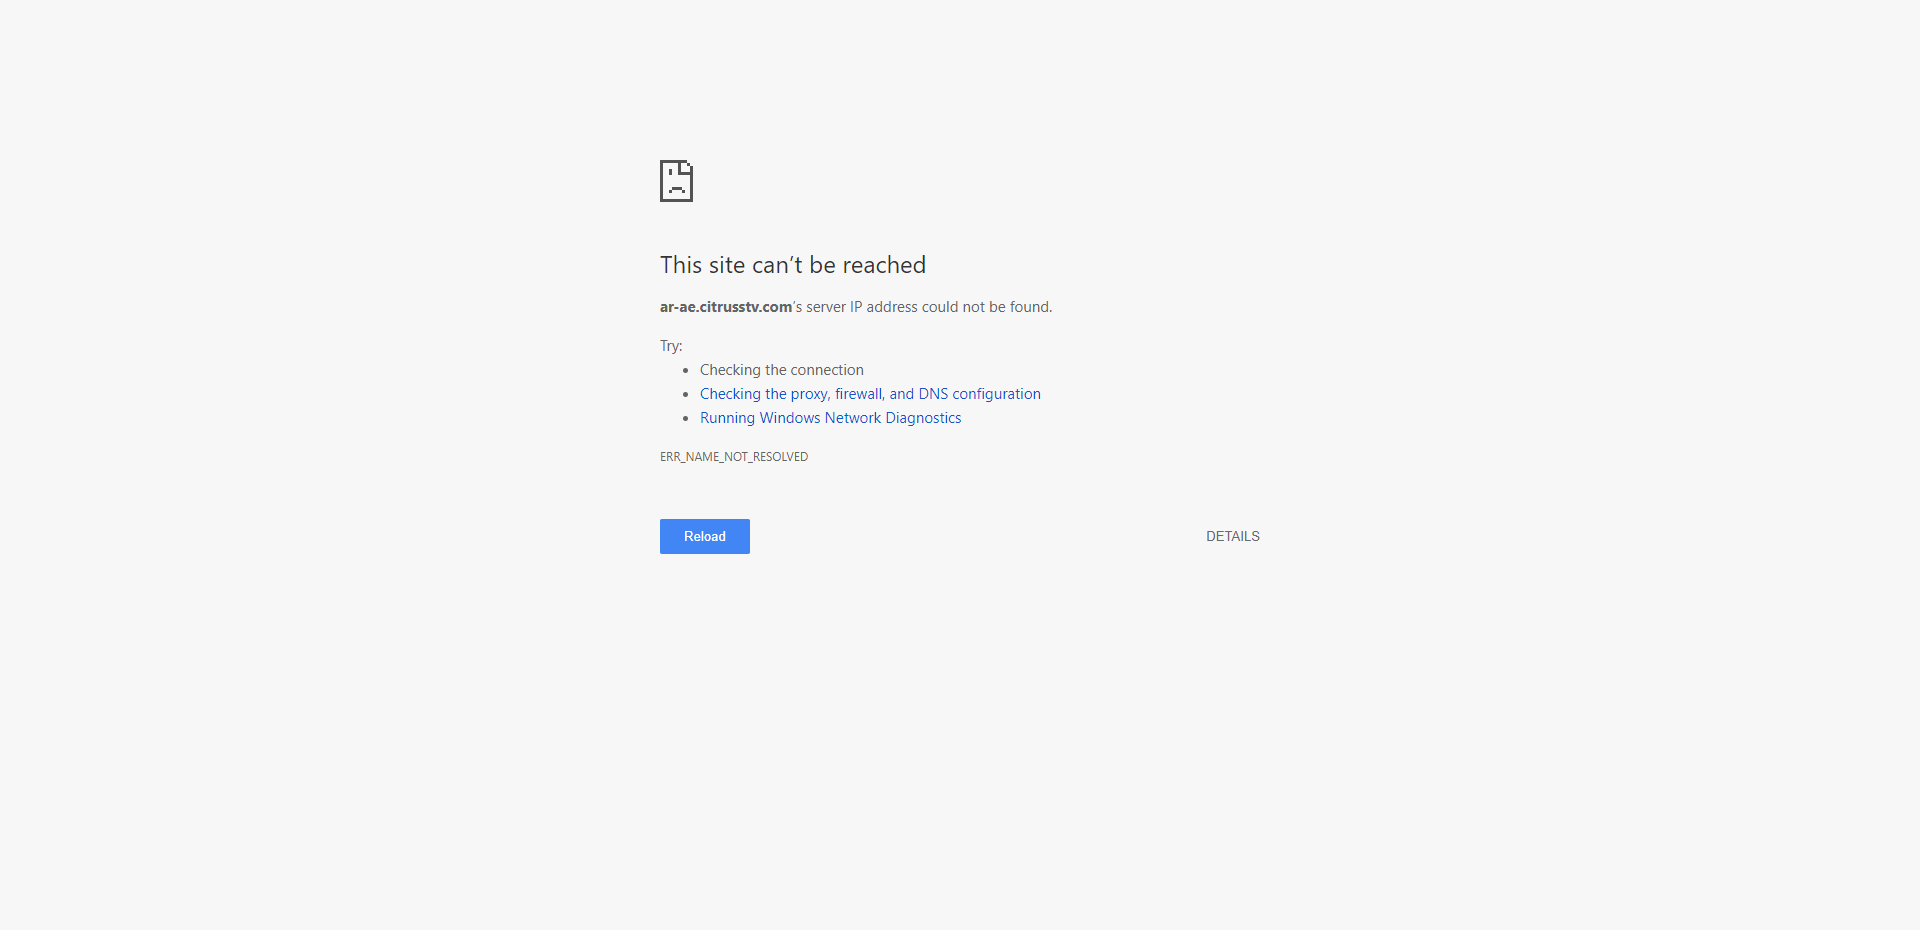 This site can’t be reached
ar-ae.citrusstv.com’s server IP address could not be found.
Try:
Checking the connection
Checking the proxy, firewall, and DNS configuration
Running Windows Network Diagnostics
ERR_NAME_NOT_RESOLVED
Reload
DETAILS